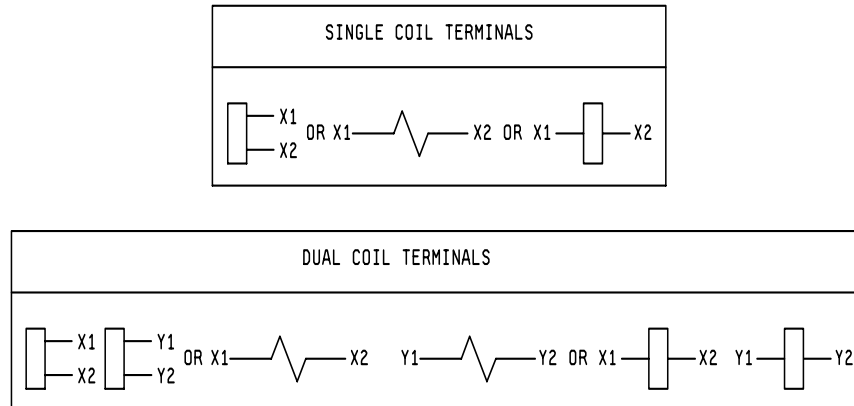 SINGLE COIL TERMINALS
X1
X2
OR X1 X2 OR X1 X2
DUAL COIL TERMINALS
X1 Y1
X2 Y2
OR X1 X2 Y1 Y2 OR X1 X2 Y1 Y2